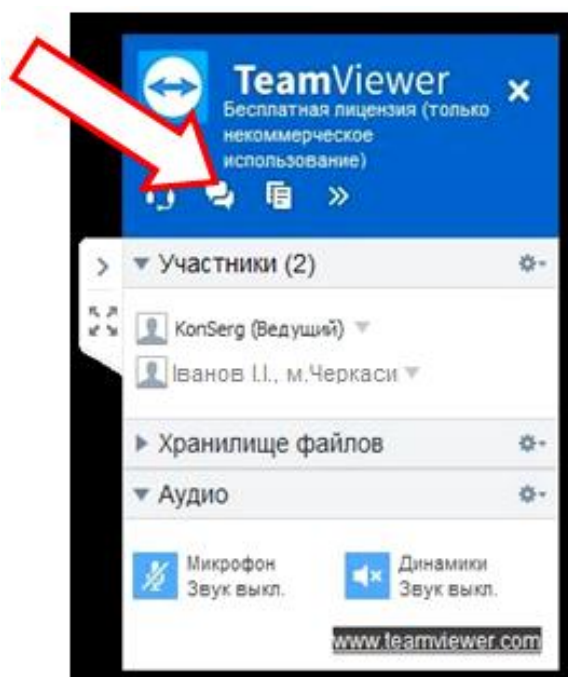 TeamViewer
Бесплатная лицензия (только
некоммерческое
использование)
Участники (2)
KonSerg (Ведущий)
Іванов І.І., м.Черкаси
Хранилище файлов
Аудио
Микрофон
Звук выкл.
Динамики
Звук выкл.
www.teamviewer.com